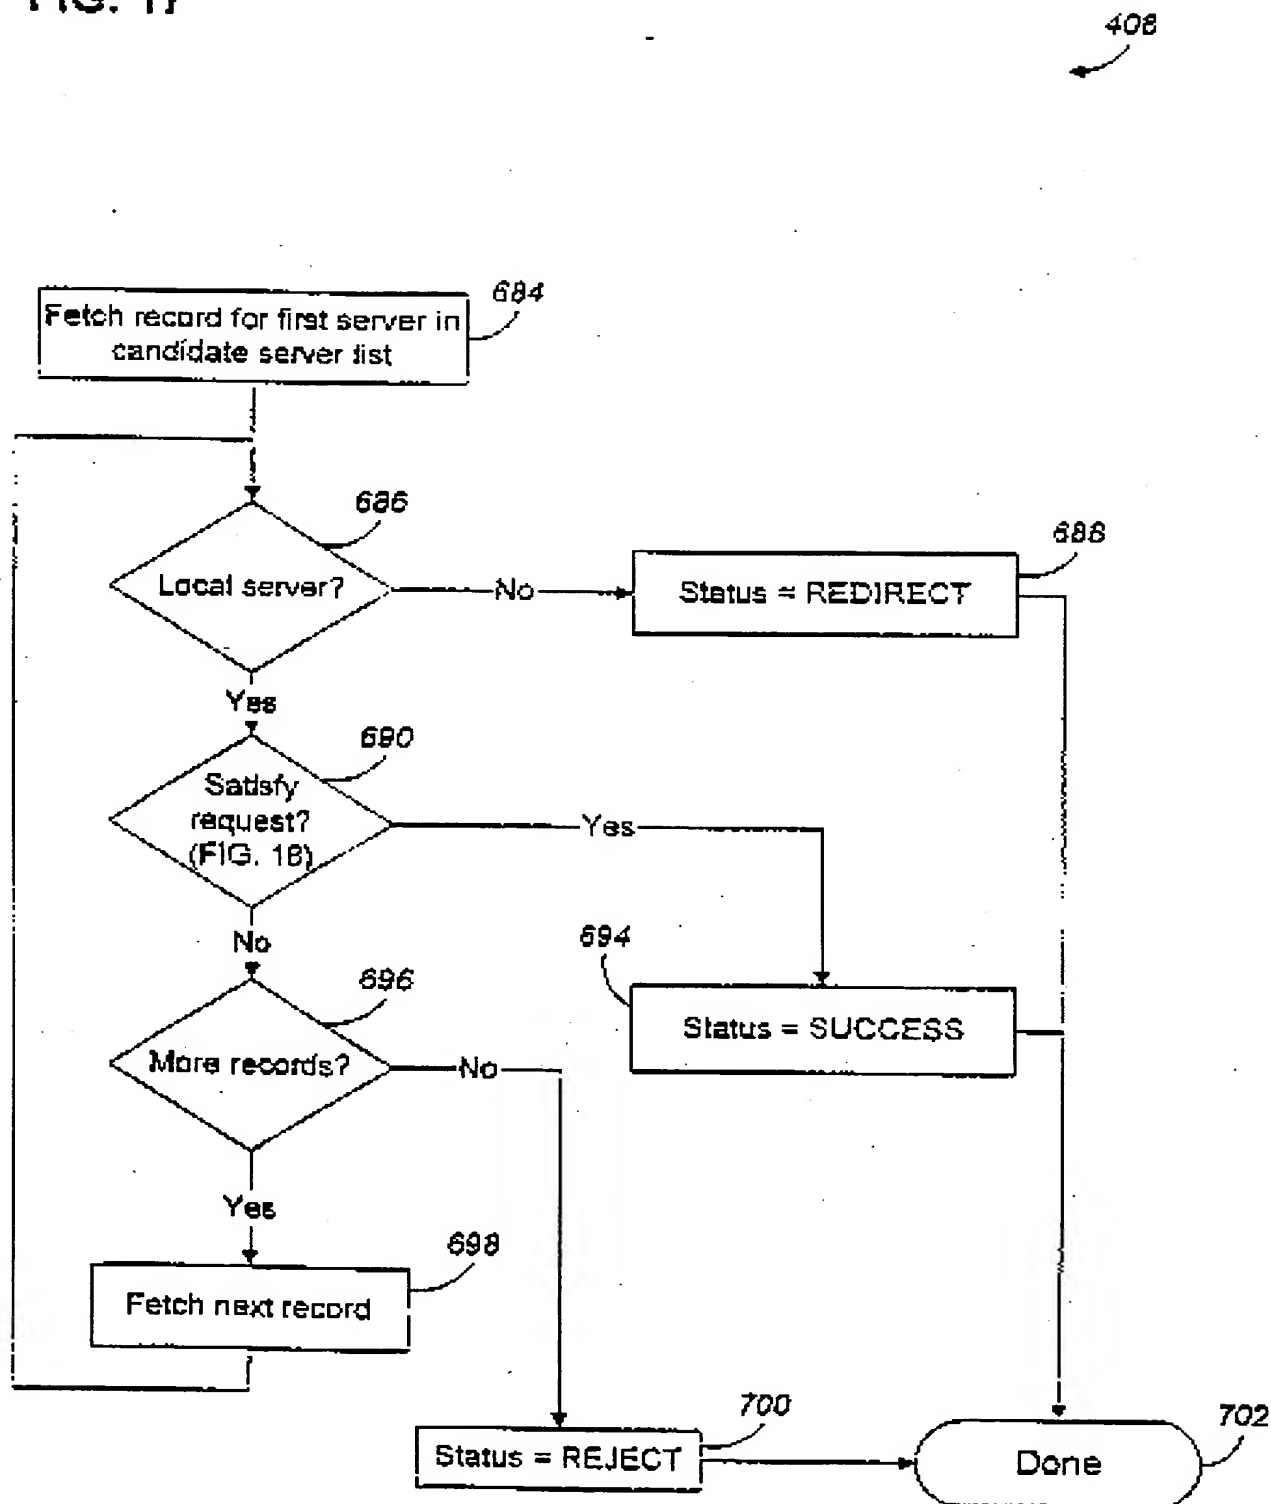 FIG. 17
408
684
Fetch record for first server in
candidate server list
686
Local server?
No
688
Status = REDIRECT
Yes
690
Satisfy
request?
(FIG. 18)
Yes
No
694
Status = SUCCESS
696
More records?
No
Yes
698
Fetch next record
700
Status = REJECT
702
Done